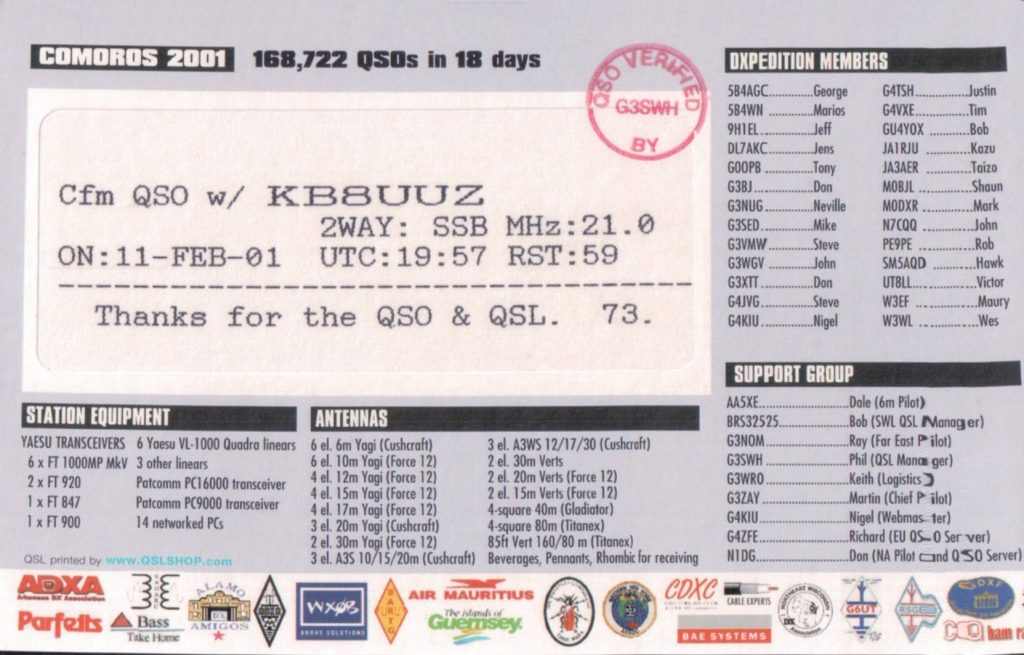 COMOROS 2001 168,722 QSOs in 18 days
QSO VERIFIED
G3SWH
BY
Cfm QSO w/ KB8UUZ
2WAY: SSB MHz:21.0
ON:11-FEB-01 UTC:19:57 RST:59
Thanks for the QSO & QSL. 73.
DXPEDITION MEMBERS
5B4AGC..............George
5B4WN ..............Marios
9H1EL ..............Jeff
DL7AKC..............Jens
G0OPB ..............Tony
G3BJ ..............Don
G3NUG ..............Neville
G3SED..............Mike
G3VMW..............Steve
G3WGV ..............John
G3XTT ..............Don
G4JVG ..............Steve
G4KIU ..............Nigel
G4TSH..............Justin
G4VXE ..............Tim
GU4YOX ..............Bob
JA1RJU ..............Kazu
JA3AER ..............Taizo
M0BJL ..............Shaun
M0DXR ..............Mark
N7CQQ ..............John
PE9PE ..............Rob
SM5AQD ..............Hawk
UT8LL..............Victor
W3EF ..............Maury
W3WL ..............Wes
SUPPORT GROUP
AA5XE..............Dale (6m Pilot)
BRS32525..............Bob (SWL QSL Manager)
G3NOM..............Ray (Far East Pilot)
G3SWH ..............Phil (QSL Manager)
G3WRO..............Keith (Logistics)
G3ZAY ..............Martin (Chief Pilot)
G4KIU ..............Nigel (Webmaster)
G4ZFE..............Richard (EU QSO Server)
N1DG..............Don (NA Pilot and QSO Server)
STATION EQUIPMENT
YAESU TRANSCEIVERS
6 x FT 1000MP MkV
2 x FT 920
1 x FT 847
1 x FT 900
6 Yaesu VL-1000 Quadra linears
3 other linears
Patcomm PC16000 transceiver
Patcomm PC9000 transceiver
14 networked PCs
ANTENNAS
6 el. 6m Yagi (Cushcraft)
6 el. 10m Yagi (Force 12)
4 el. 12m Yagi (Force 12)
4 el. 15m Yagi (Force 12)
4 el. 17m Yagi (Force 12)
3 el. 20m Yagi (Cushcraft)
2 el. 30m Yagi (Force 12)
3 el. A3S 10/15/20m (Cushcraft)
3 el. A3WS 12/17/30 (Cushcraft)
2 el. 30m Verts
2 el. 20m Verts (Force 12)
2 el. 15m Verts (Force 12)
4-square 40m (Gladiator)
4-square 80m (Titanex)
85ft Vert 160/80 m (Titanex)
Beverages, Pennants, Rhombic for receiving
QSL printed by www.QSLSHOP.com
ADXA
Arkansas DX Association
Parfeits
Bass
Take Home
ALAMO
DX
AMIGOS
WXØB
ARRAY SOLUTIONS
BARTG
AIR MAURITIUS
The islands of
Guernsey.
CDXC
BAE SYSTEMS
CABLE EXPERTS
G6UT
RSGB
GDXF
ham ra